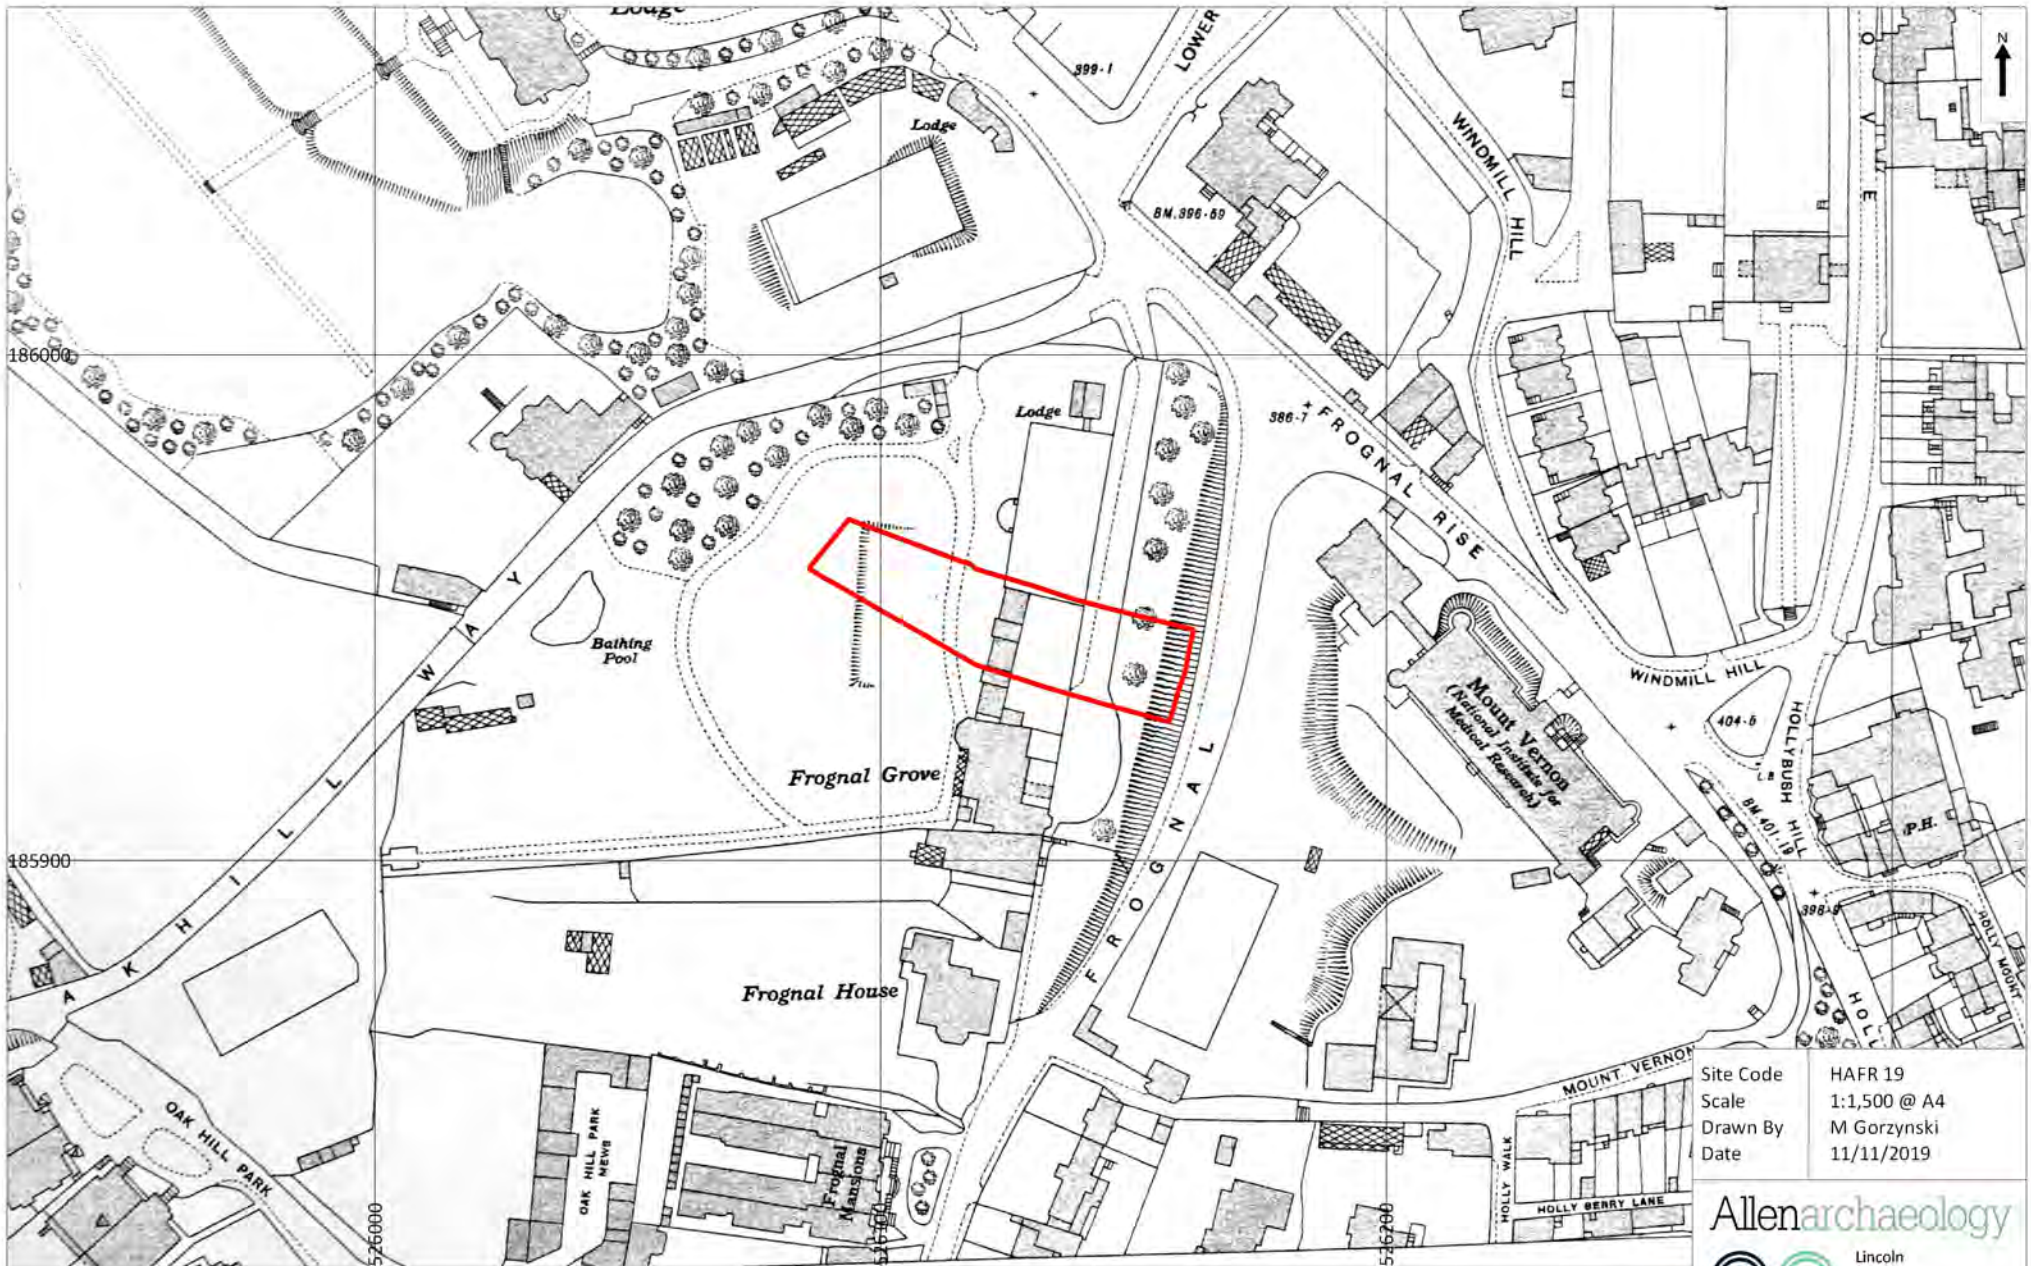 Lodge
399·1
LOWER
N
OVE
Lodge
WINDMILL HILL
BM.396·59
186000
Lodge
386·7
FROGNAL RISE
Bathing
Pool
OAKHILL WAY
Mount Vernon
(National Institute for
Medical Research)
WINDMILL HILL
404·5
HOLLYBUSH HILL
L.B
BM.401·19
P.H.
Frognal Grove
FROGNAL
185900
398·9
HOLLY MOUNT
Frognal House
HOLL
MOUNT VERNON
OAK HILL PARK
OAK HILL PARK
MEWS
Frognal
Mansions
HOLLY WALK
HOLLY BERRY LANE
526000
526100
526200
Site Code HAFR 19
Scale 1:1,500 @ A4
Drawn By M Gorzynski
Date 11/11/2019
Allenarchaeology
Lincoln